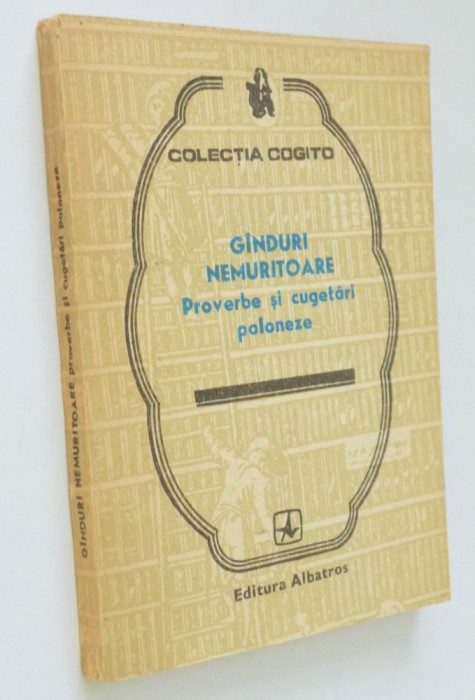 COLECȚIA COGITO
GÎNDURI
NEMURITOARE
Proverbe și cugetări
poloneze
Editura Albatros
GÎNDURI NEMURITOARE proverbe și cugetări poloneze